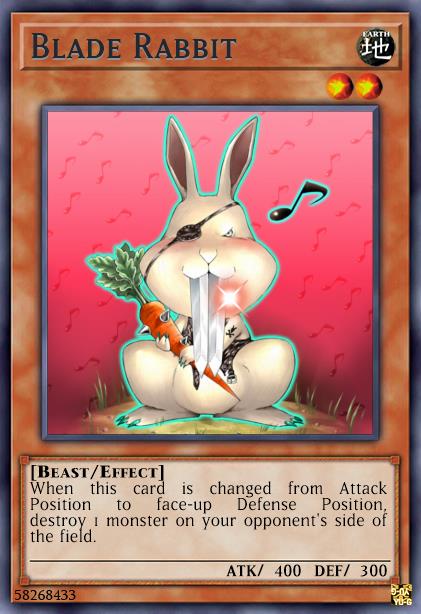 Blade Rabbit
EARTH
地
[Beast/Effect]
When this card is changed from Attack
Position to face-up Defense Position,
destroy 1 monster on your opponent's side of
the field.
ATK/ 400 DEF/ 300
58268433